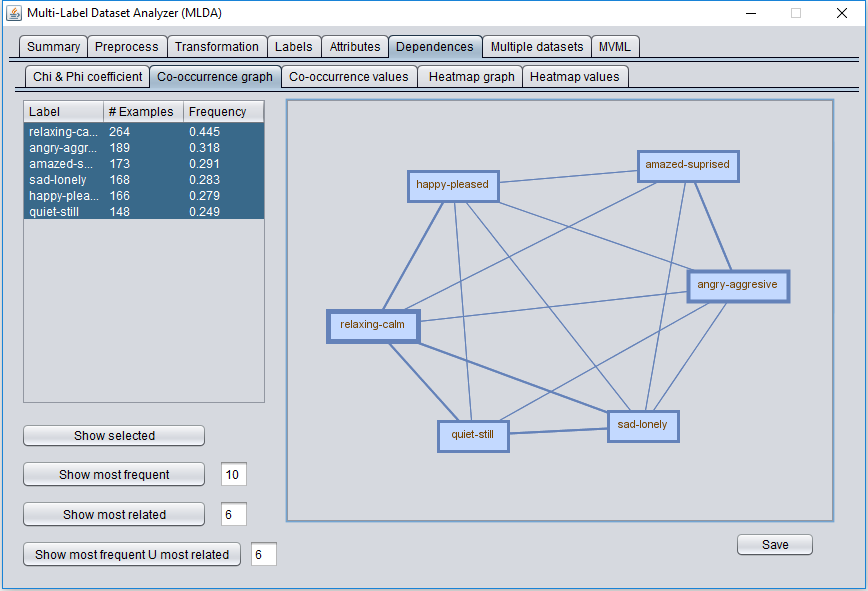 Multi-Label Dataset Analyzer (MLDA)
Summary Preprocess Transformation Labels Attributes Dependences Multiple datasets MVML
Chi & Phi coefficient Co-occurrence graph Co-occurrence values Heatmap graph Heatmap values
Label # Examples Frequency
relaxing-ca... 264 0.445
angry-aggr... 189 0.318
amazed-s... 173 0.291
sad-lonely 168 0.283
happy-plea... 166 0.279
quiet-still 148 0.249
amazed-suprised
happy-pleased
angry-aggresive
relaxing-calm
sad-lonely
quiet-still
Show selected
Show most frequent 10
Show most related 6
Show most frequent U most related 6
Save